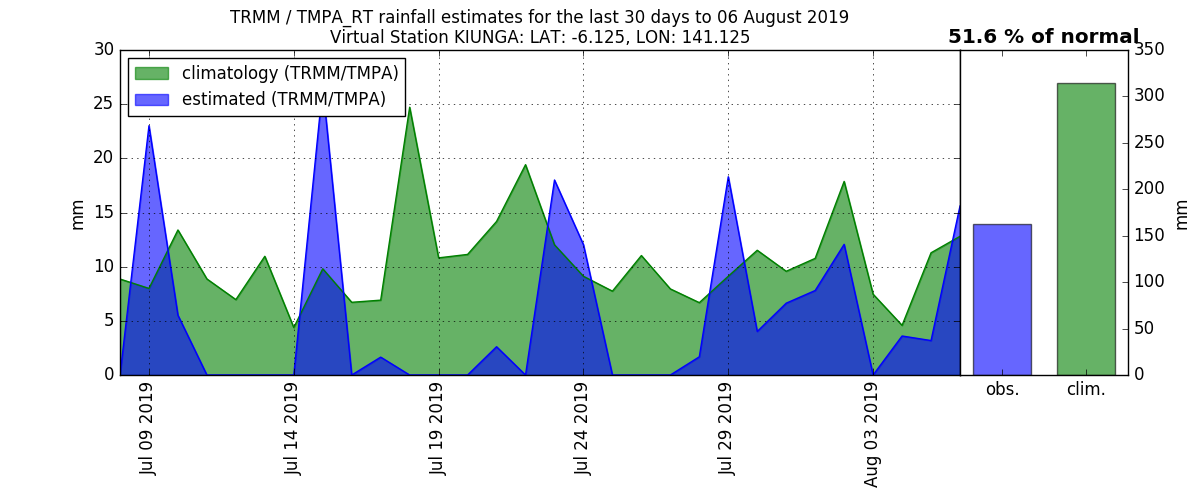 TRMM / TMPA_RT rainfall estimates for the last 30 days to 06 August 2019
Virtual Station KIUNGA: LAT: -6.125, LON: 141.125
51.6 % of normal
climatology (TRMM/TMPA)
estimated (TRMM/TMPA)
30
25
20
15
10
5
0
mm
Jul 09 2019
Jul 14 2019
Jul 19 2019
Jul 24 2019
Jul 29 2019
Aug 03 2019
obs.
clim.
350
300
250
200
150
100
50
0
mm